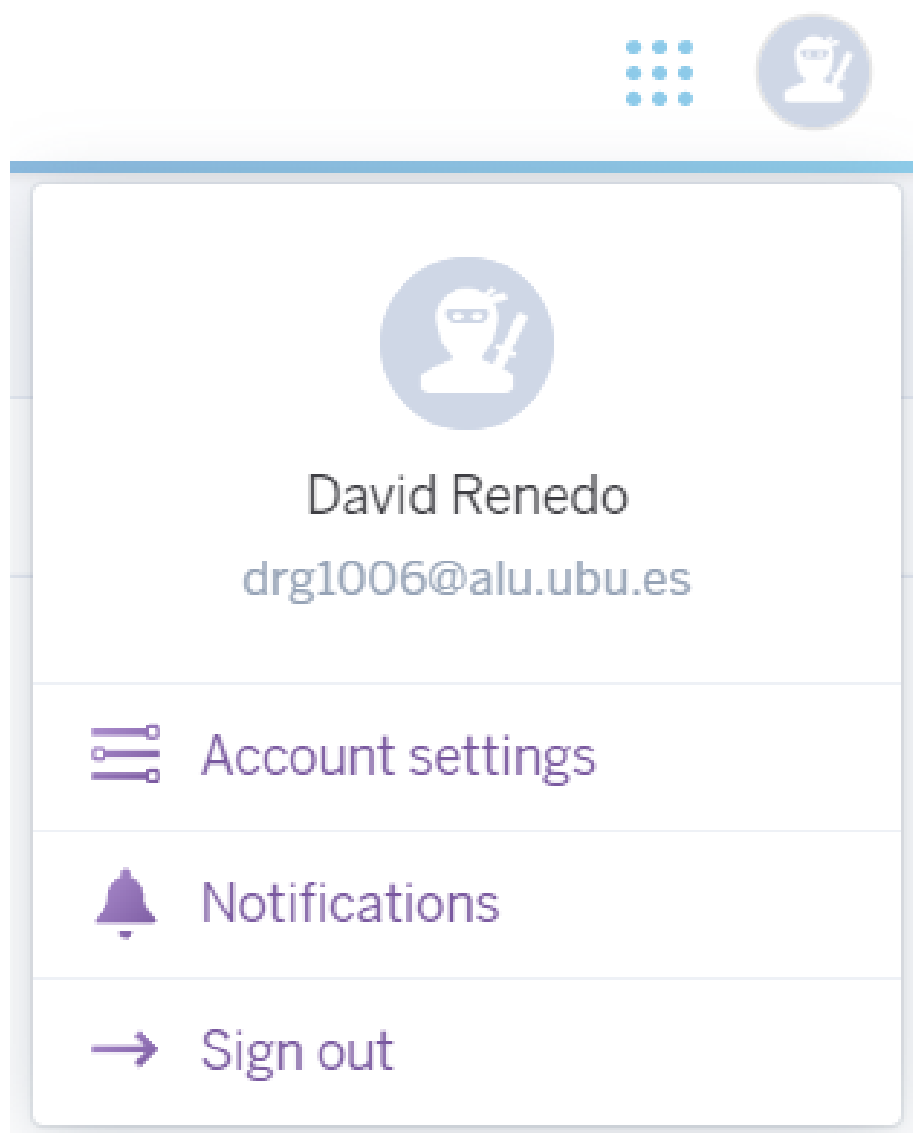 David Renedo
drg1006@alu.ubu.es
Account settings
Notifications
Sign out